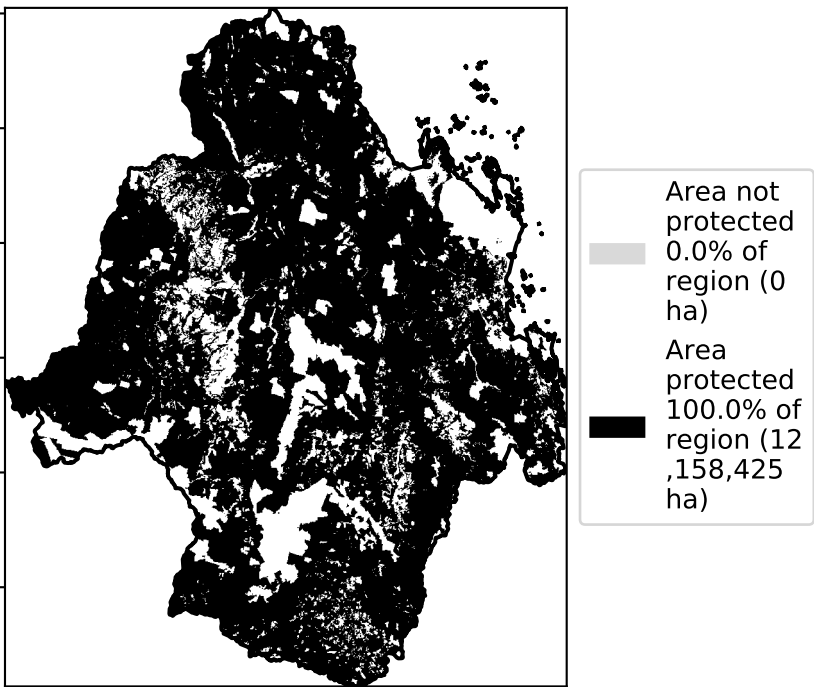 Area not
protected
0.0% of
region (0
ha)
Area
protected
100.0% of
region (12
,158,425
ha)